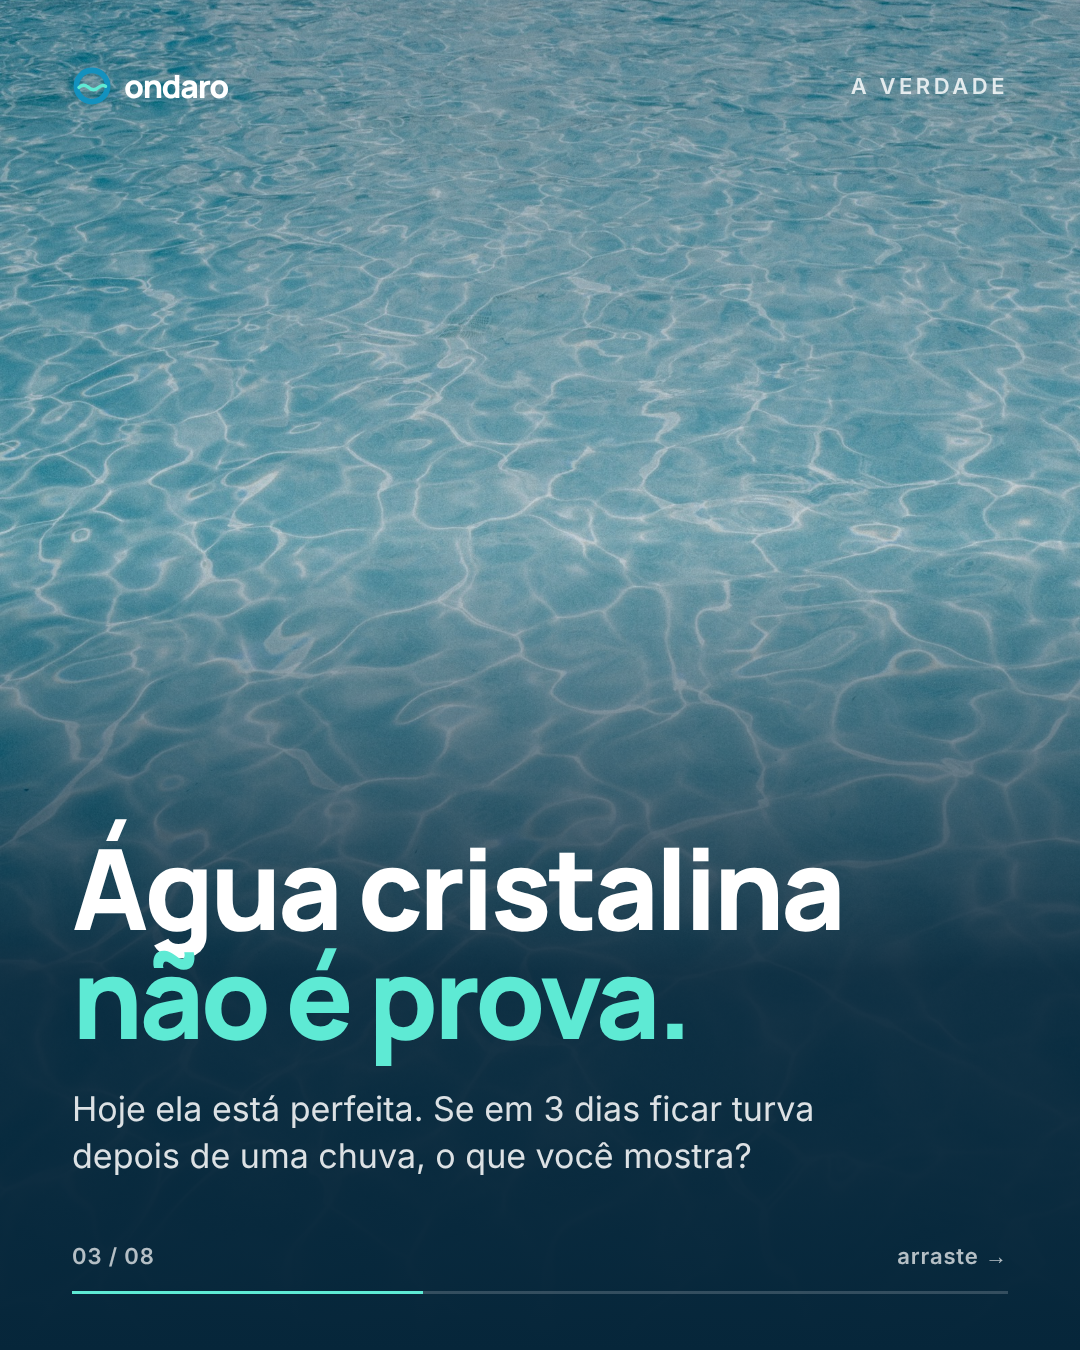 ondaro
A VERDADE
Água cristalina
não é prova.
Hoje ela está perfeita. Se em 3 dias ficar turva
depois de uma chuva, o que você mostra?
03 / 08
arraste →